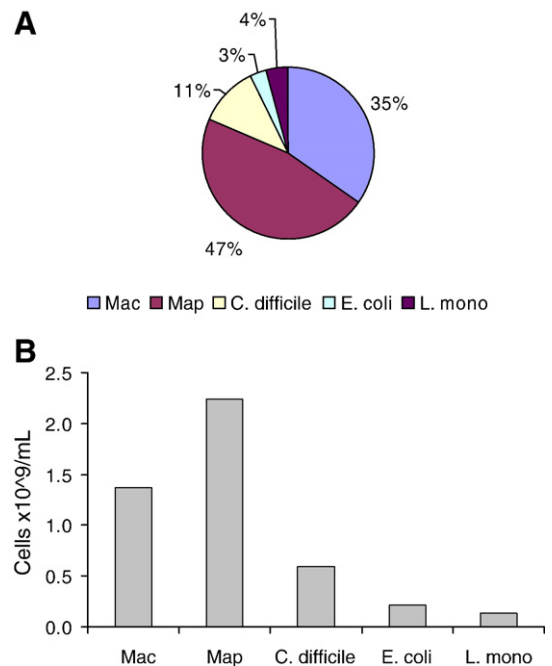 A
4%
3%
11%
35%
47%
Mac Map C. difficile E. coli L. mono
B
Cells x10^9/mL
2.5
2.0
1.5
1.0
0.5
0.0
Mac Map C. difficile E. coli L. mono